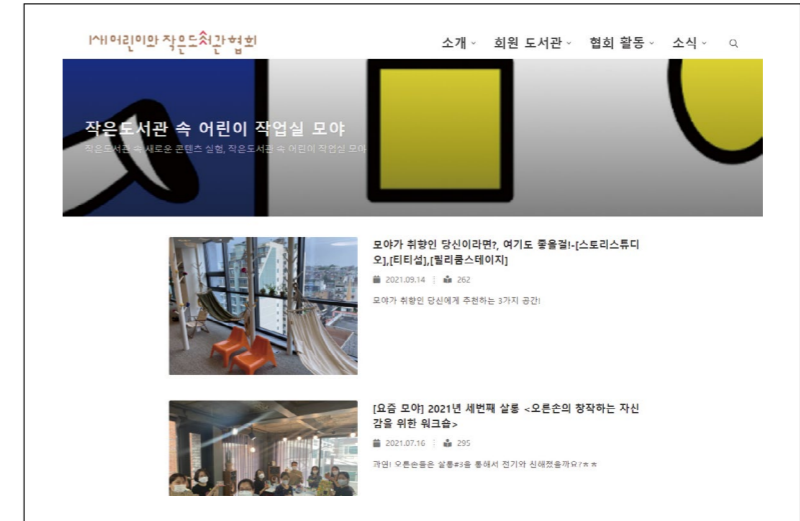 (사)어린이와 작은도서관협회
소개 회원 도서관 협회 활동 소식
작은도서관 속 어린이 작업실 모야
작은도서관 속 새로운 콘텐츠 실험, 작은도서관 속 어린이 작업실 모야
모야가 취향인 당신이라면?, 여기도 좋을걸!-[스토리스튜디
오],[티티섬],[필리쿨스테이지]
2021.09.14 | 262
모야가 취향인 당신에게 추천하는 3가지 공간!
[요즘 모야] 2021년 세번째 살롱 <오른손의 창작하는 자신
감을 위한 워크숍>
2021.07.16 | 295
과연! 오른손들은 살롱#3을 통해서 전기와 친해졌을까요?ㅊㅊ